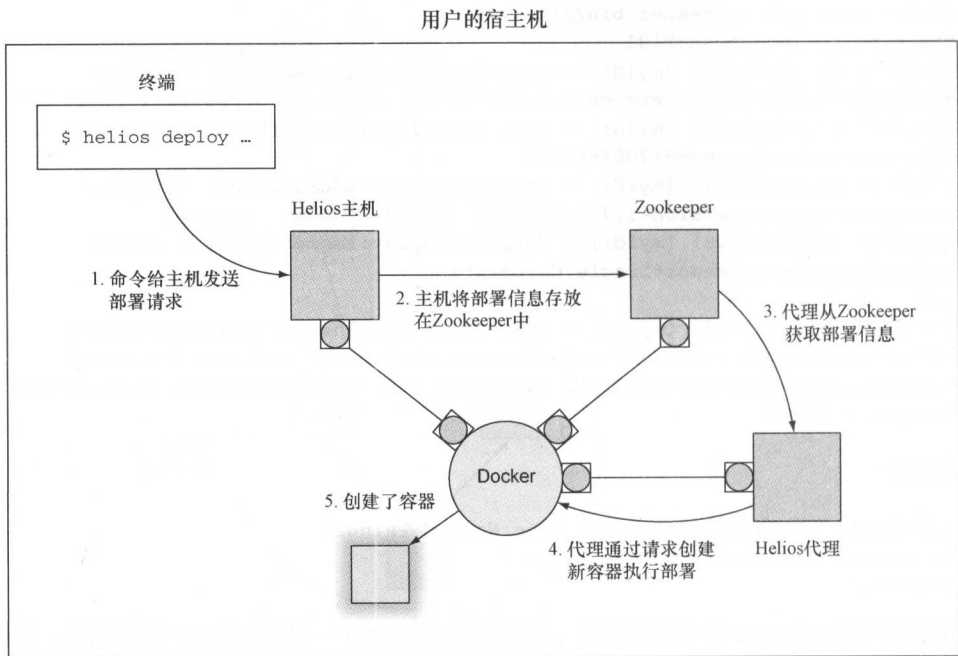 用户的宿主机
终端
$ helios deploy …
Helios主机
Zookeeper
1. 命令给主机发送
部署请求
2. 主机将部署信息存放
在Zookeeper中
3. 代理从Zookeeper
获取部署信息
Docker
5. 创建了容器
4. 代理通过请求创建
新容器执行部署
Helios代理